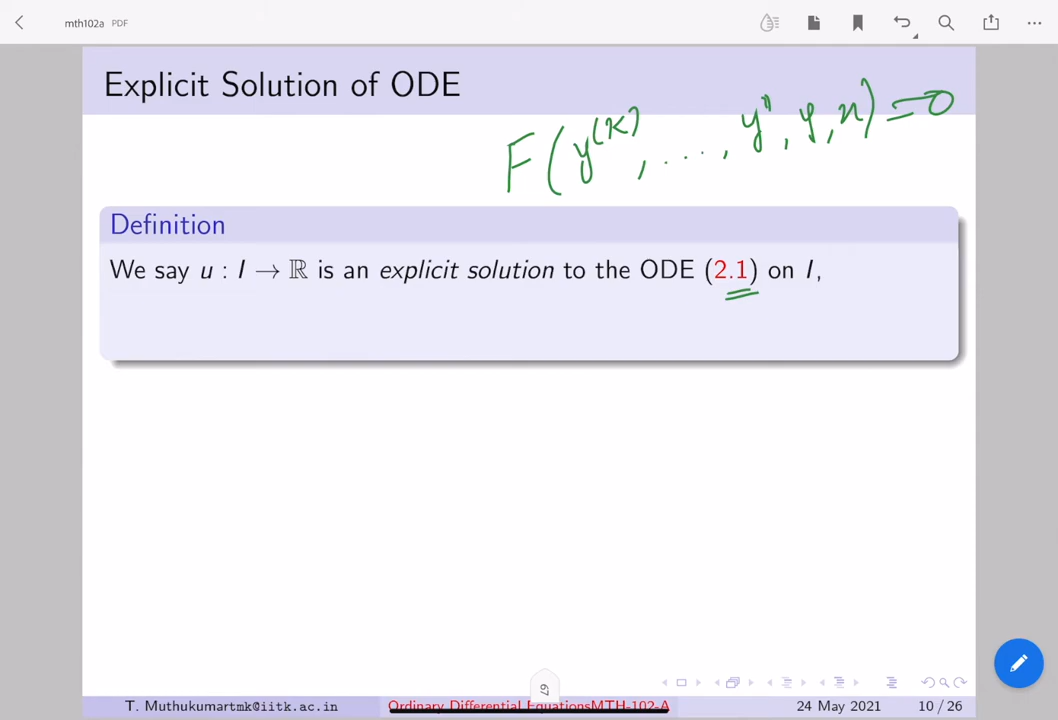 mth102a PDF
Explicit Solution of ODE
F(y^(k), ..., y'', y, x) = 0
Definition
We say u : I → ℝ is an explicit solution to the ODE (2.1) on I,
67
T. Muthukumartmk@iitk.ac.in Ordinary Differential EquationsMTH-102-A 24 May 2021 10 / 26